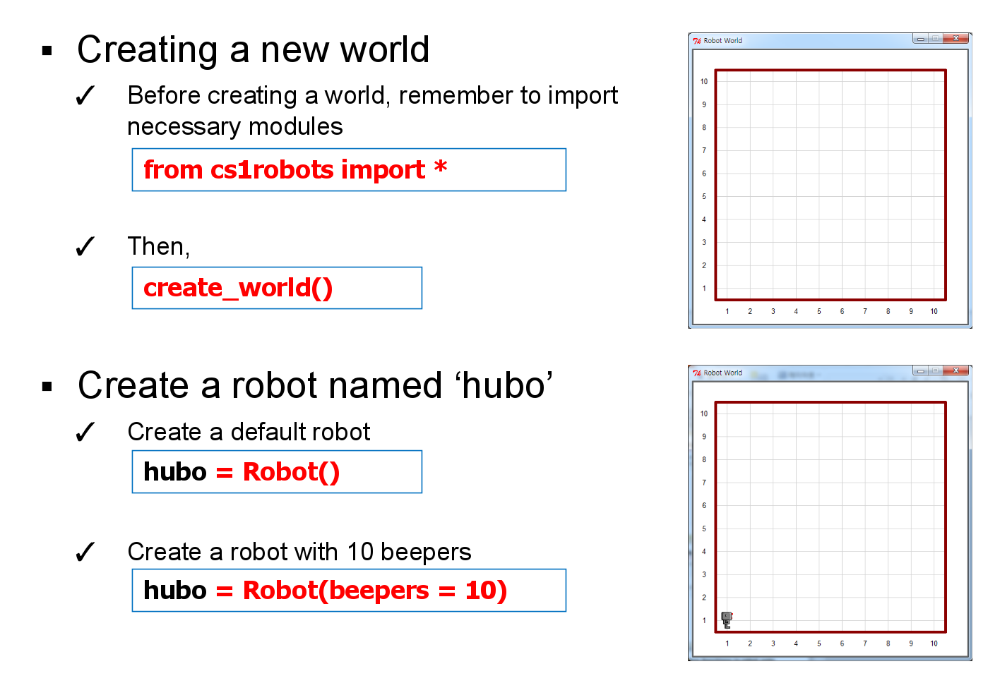 ▪ Creating a new world
✓ Before creating a world, remember to import
necessary modules
from cs1robots import *
✓ Then,
create_world()
Robot World
10
9
8
7
6
5
4
3
2
1
1 2 3 4 5 6 7 8 9 10
▪ Create a robot named ‘hubo’
✓ Create a default robot
hubo = Robot()
✓ Create a robot with 10 beepers
hubo = Robot(beepers = 10)
Robot World
10
9
8
7
6
5
4
3
2
1
1 2 3 4 5 6 7 8 9 10